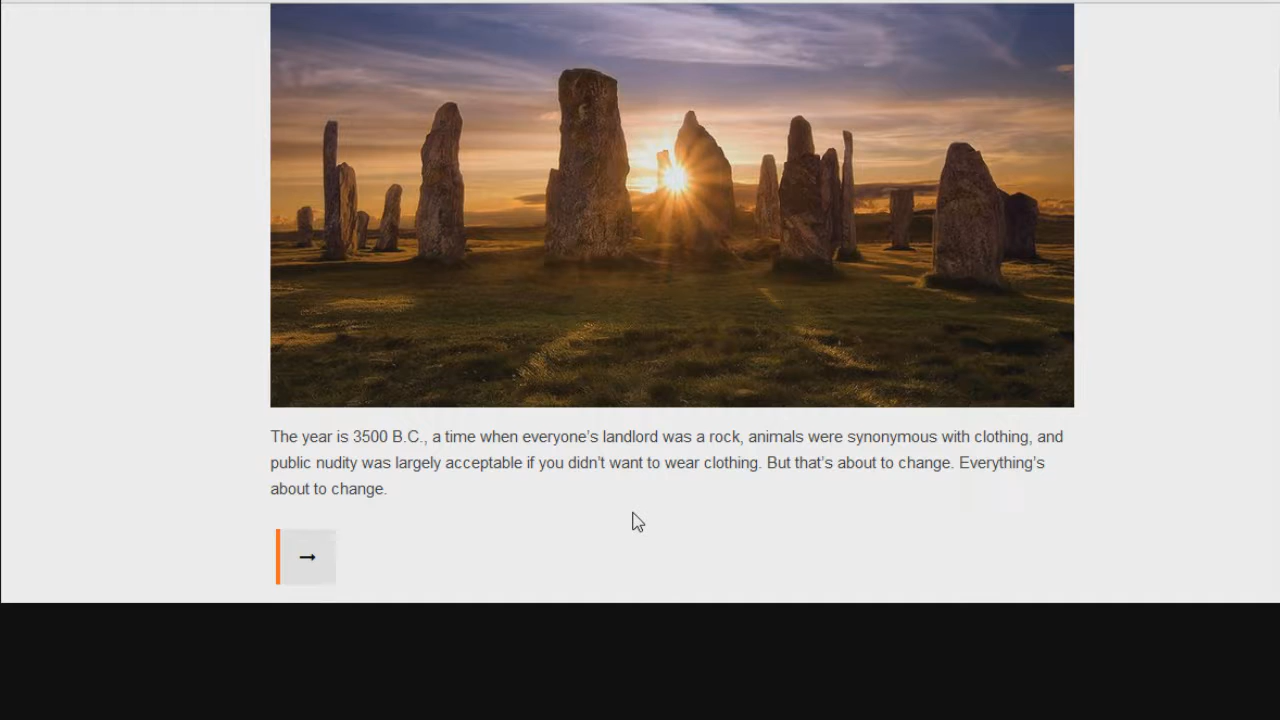 The year is 3500 B.C., a time when everyone’s landlord was a rock, animals were synonymous with clothing, and
public nudity was largely acceptable if you didn’t want to wear clothing. But that’s about to change. Everything’s
about to change.